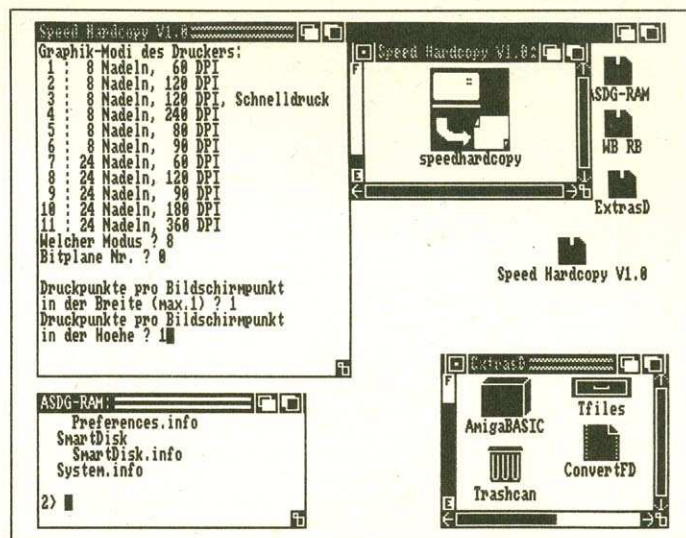 Speed Hardcopy V1.0
Graphik-Modi des Druckers:
1 : 8 Nadeln, 60 DPI
2 : 8 Nadeln, 120 DPI
3 : 8 Nadeln, 120 DPI, Schnelldruck
4 : 8 Nadeln, 240 DPI
5 : 8 Nadeln, 80 DPI
6 : 8 Nadeln, 90 DPI
7 : 24 Nadeln, 60 DPI
8 : 24 Nadeln, 120 DPI
9 : 24 Nadeln, 90 DPI
10 : 24 Nadeln, 180 DPI
11 : 24 Nadeln, 360 DPI
Welcher Modus ? 8
Bitplane Nr. ? 0
Druckpunkte pro Bildschirmpunkt
in der Breite (max.1) ? 1
Druckpunkte pro Bildschirmpunkt
in der Hoehe ? 1
Speed Hardcopy V1.0
F
speedhardcopy
E
ASDG-RAM
WB RB
ExtrasD
Speed Hardcopy V1.0
ASDG-RAM:
Preferences.info
SmartDisk
SmartDisk.info
System.info
2>
ExtrasD
F
AmigaBASIC
Tfiles
Trashcan
ConvertFD
E